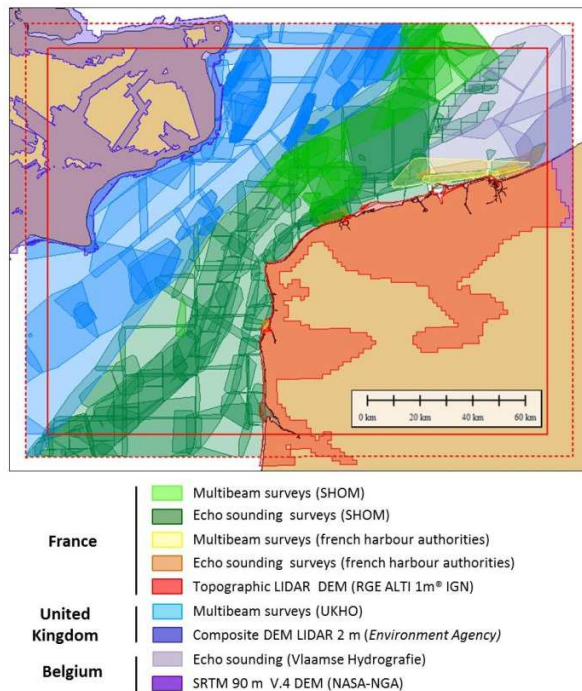 0 km 20 km 40 km 60 km
France
Multibeam surveys (SHOM)
Echo sounding surveys (SHOM)
Multibeam surveys (french harbour authorities)
Echo sounding surveys (french harbour authorities)
Topographic LIDAR DEM (RGE ALTI 1m® IGN)
United
Kingdom
Multibeam surveys (UKHO)
Composite DEM LIDAR 2 m (Environment Agency)
Belgium
Echo sounding (Vlaamse Hydrografie)
SRTM 90 m V.4 DEM (NASA-NGA)